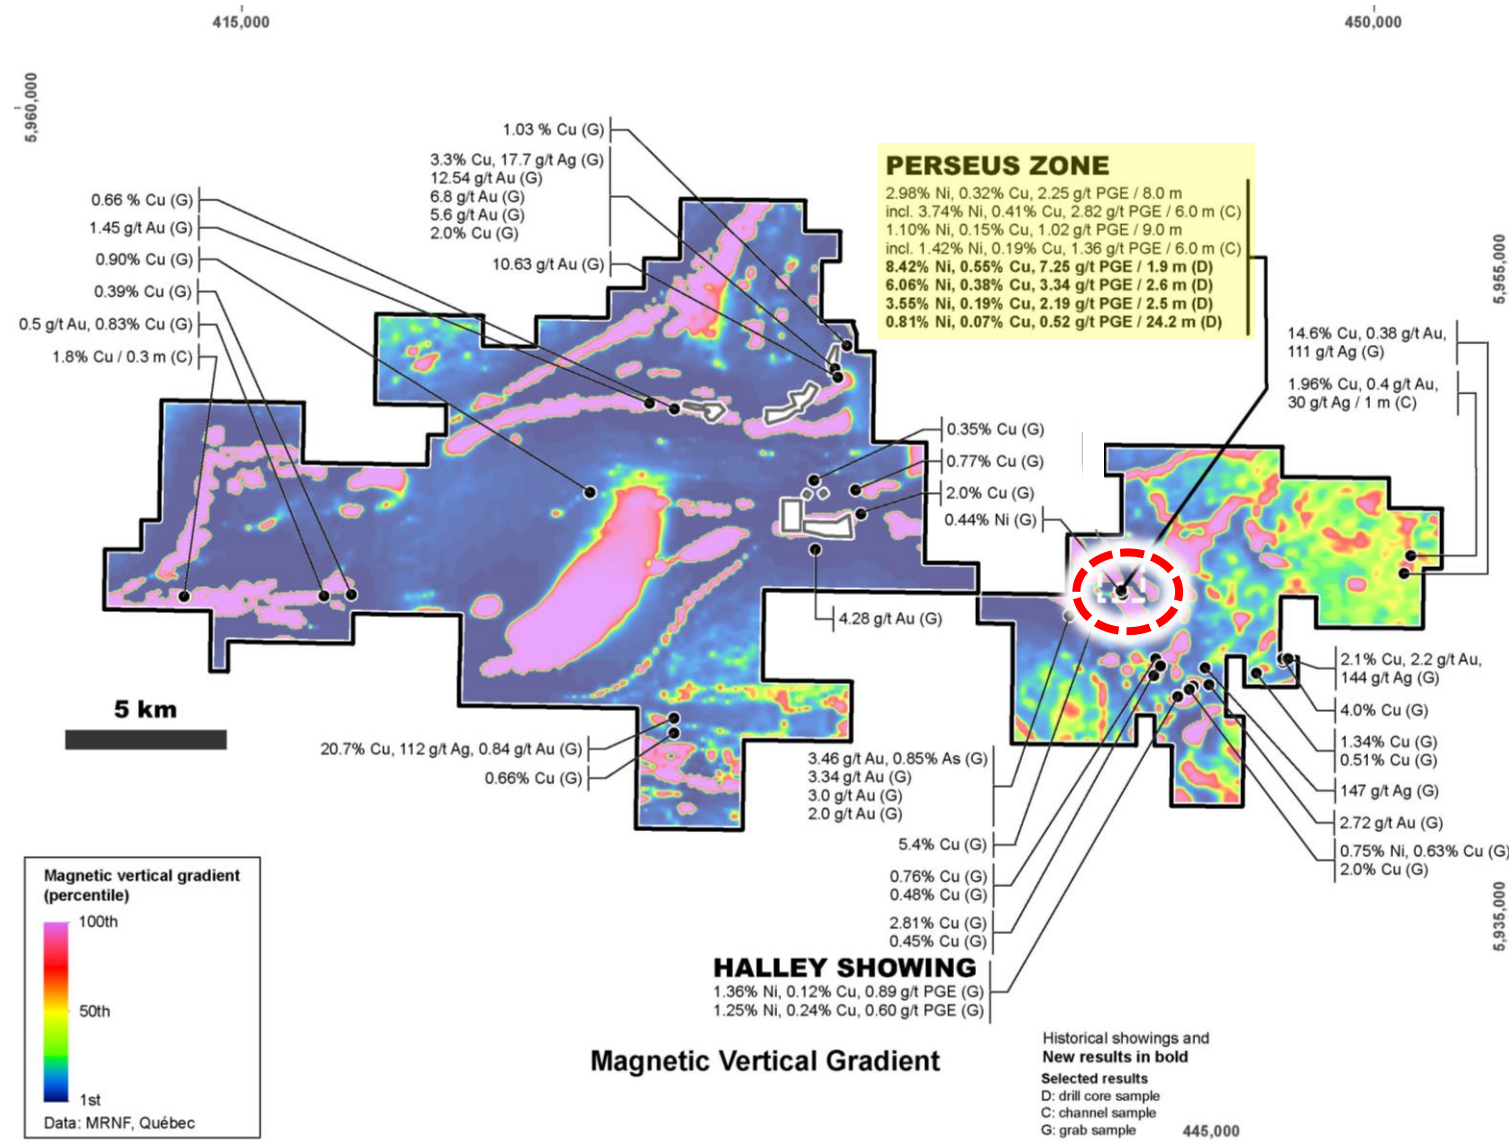 415,000
450,000
5,960,000
1.03 % Cu (G)
3.3% Cu, 17.7 g/t Ag (G)
12.54 g/t Au (G)
6.8 g/t Au (G)
5.6 g/t Au (G)
2.0% Cu (G)
10.63 g/t Au (G)
0.66 % Cu (G)
1.45 g/t Au (G)
0.90% Cu (G)
0.39% Cu (G)
0.5 g/t Au, 0.83% Cu (G)
1.8% Cu / 0.3 m (C)
PERSEUS ZONE
2.98% Ni, 0.32% Cu, 2.25 g/t PGE / 8.0 m
incl. 3.74% Ni, 0.41% Cu, 2.82 g/t PGE / 6.0 m (C)
1.10% Ni, 0.15% Cu, 1.02 g/t PGE / 9.0 m
incl. 1.42% Ni, 0.19% Cu, 1.36 g/t PGE / 6.0 m (C)
8.42% Ni, 0.55% Cu, 7.25 g/t PGE / 1.9 m (D)
6.06% Ni, 0.38% Cu, 3.34 g/t PGE / 2.6 m (D)
3.55% Ni, 0.19% Cu, 2.19 g/t PGE / 2.5 m (D)
0.81% Ni, 0.07% Cu, 0.52 g/t PGE / 24.2 m (D)
5,955,000
14.6% Cu, 0.38 g/t Au,
111 g/t Ag (G)
1.96% Cu, 0.4 g/t Au,
30 g/t Ag / 1 m (C)
0.35% Cu (G)
0.77% Cu (G)
2.0% Cu (G)
0.44% Ni (G)
4.28 g/t Au (G)
5 km
20.7% Cu, 112 g/t Ag, 0.84 g/t Au (G)
0.66% Cu (G)
3.46 g/t Au, 0.85% As (G)
3.34 g/t Au (G)
3.0 g/t Au (G)
2.0 g/t Au (G)
5.4% Cu (G)
0.76% Cu (G)
0.48% Cu (G)
2.81% Cu (G)
0.45% Cu (G)
HALLEY SHOWING
1.36% Ni, 0.12% Cu, 0.89 g/t PGE (G)
1.25% Ni, 0.24% Cu, 0.60 g/t PGE (G)
2.1% Cu, 2.2 g/t Au,
144 g/t Ag (G)
4.0% Cu (G)
1.34% Cu (G)
0.51% Cu (G)
147 g/t Ag (G)
2.72 g/t Au (G)
0.75% Ni, 0.63% Cu (G)
2.0% Cu (G)
5,935,000
Magnetic vertical gradient
(percentile)
100th
50th
1st
Data: MRNF, Québec
Magnetic Vertical Gradient
Historical showings and
New results in bold
Selected results
D: drill core sample
C: channel sample
G: grab sample
445,000